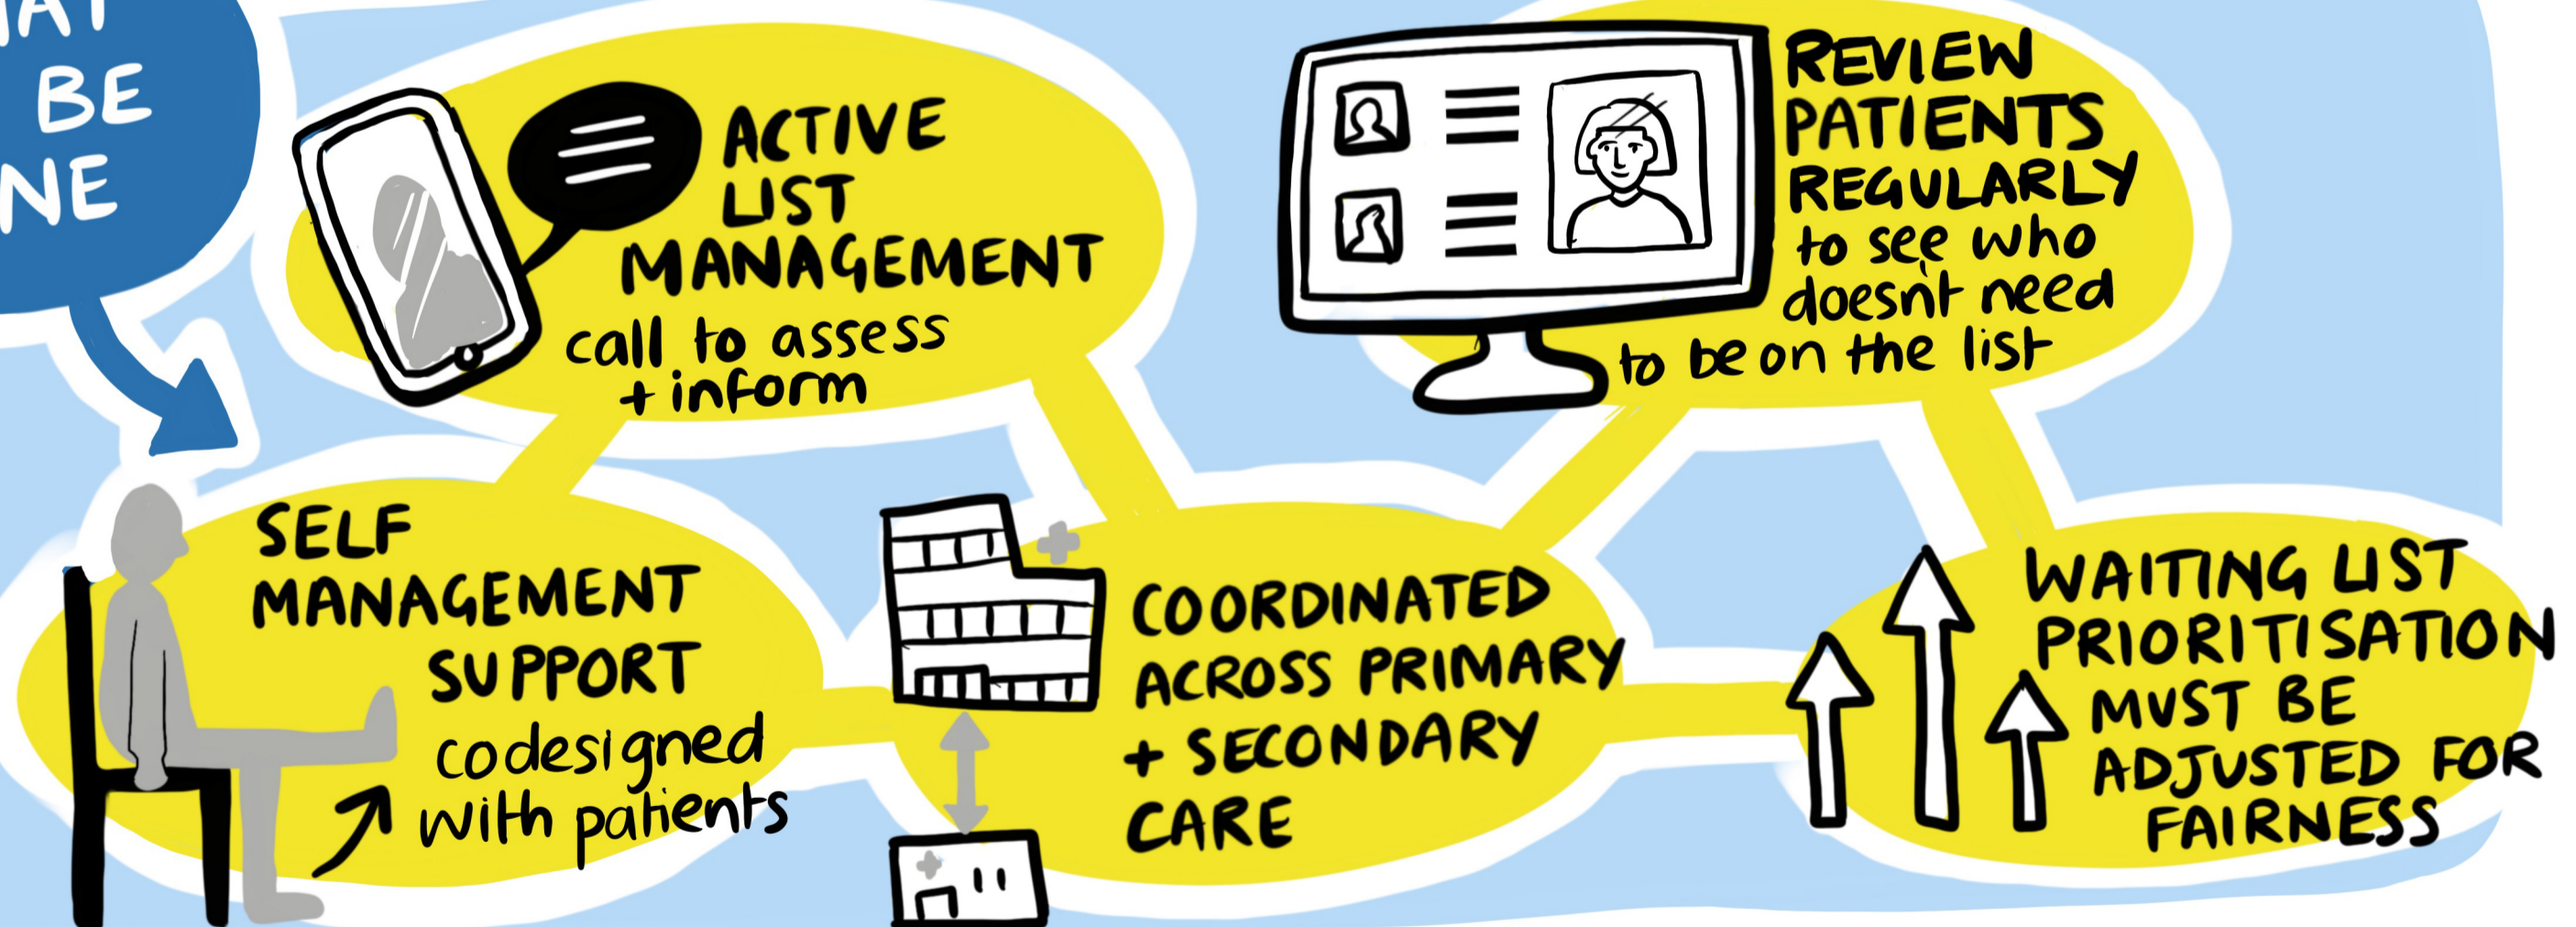 BE
ACTIVE
LIST
MANAGEMENT
call to assess
+ inform
REVIEW
PATIENTS
REGULARLY
to see who
doesn't need
to be on the list
SELF
MANAGEMENT
SUPPORT
codesigned
with patients
COORDINATED
ACROSS PRIMARY
+ SECONDARY
CARE
WAITING LIST
PRIORITISATION
MUST BE
ADJUSTED FOR
FAIRNESS